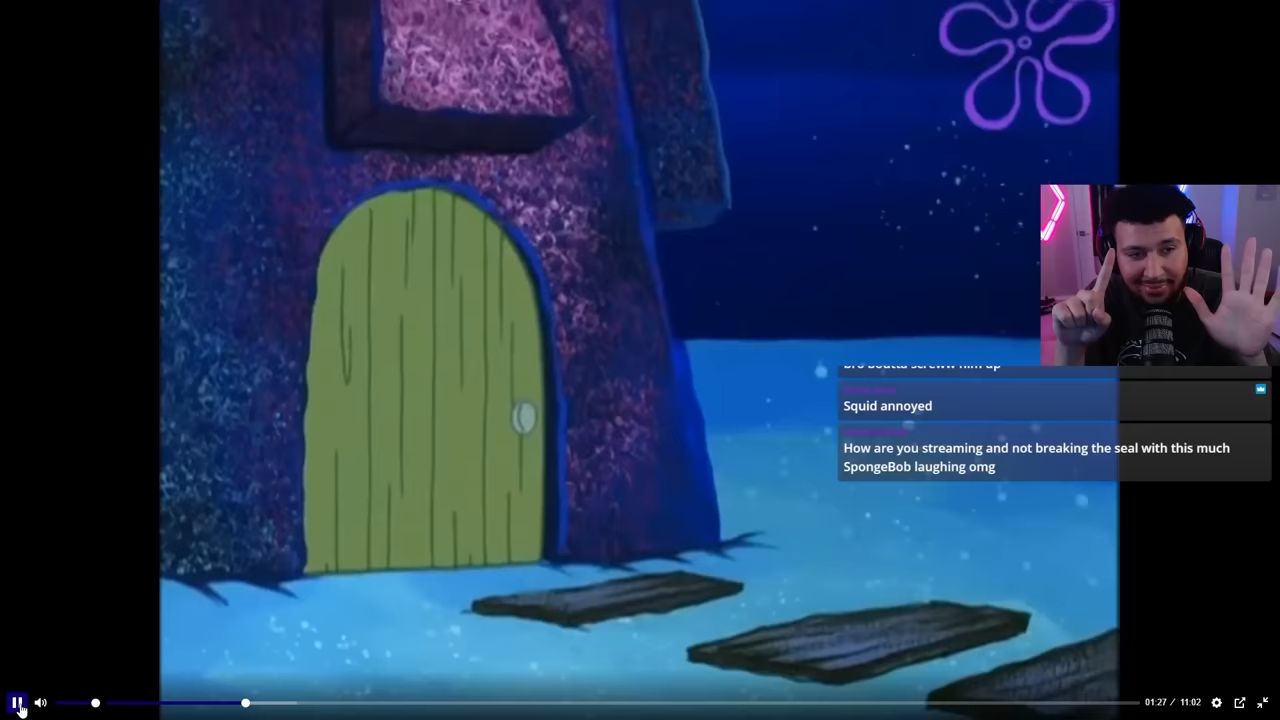 Squid annoyed
How are you streaming and not breaking the seal with this much
SpongeBob laughing omg
01:27 / 11:02